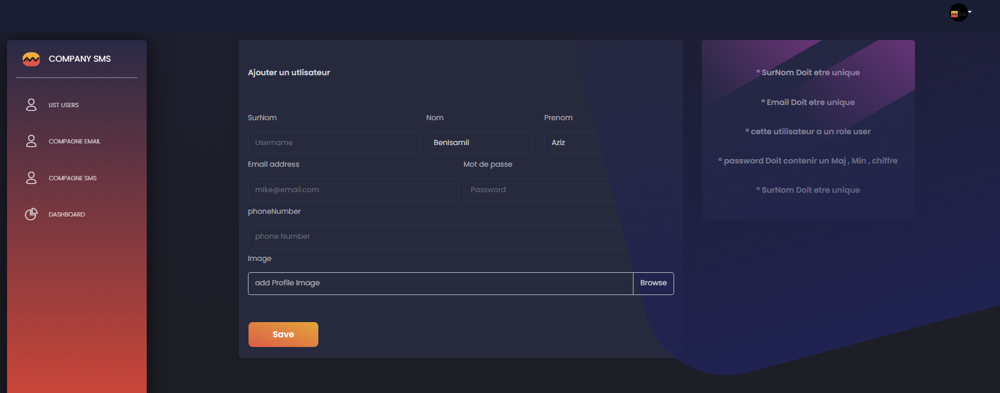 COMPANY SMS
LIST USERS
COMPAGNE EMAIL
COMPAGNE SMS
DASHBOARD
Ajouter un utlisateur
SurNom Nom Prenom
Username BenIsamil Aziz
Email address Mot de passe
mike@email.com Password
phoneNumber
phone Number
Image
add Profile Image Browse
Save
° SurNom Doit etre unique
° Email Doit etre unique
° cette utilisateur a un role user
° password Doit contenir un Maj , Min , chiffre
° SurNom Doit etre unique